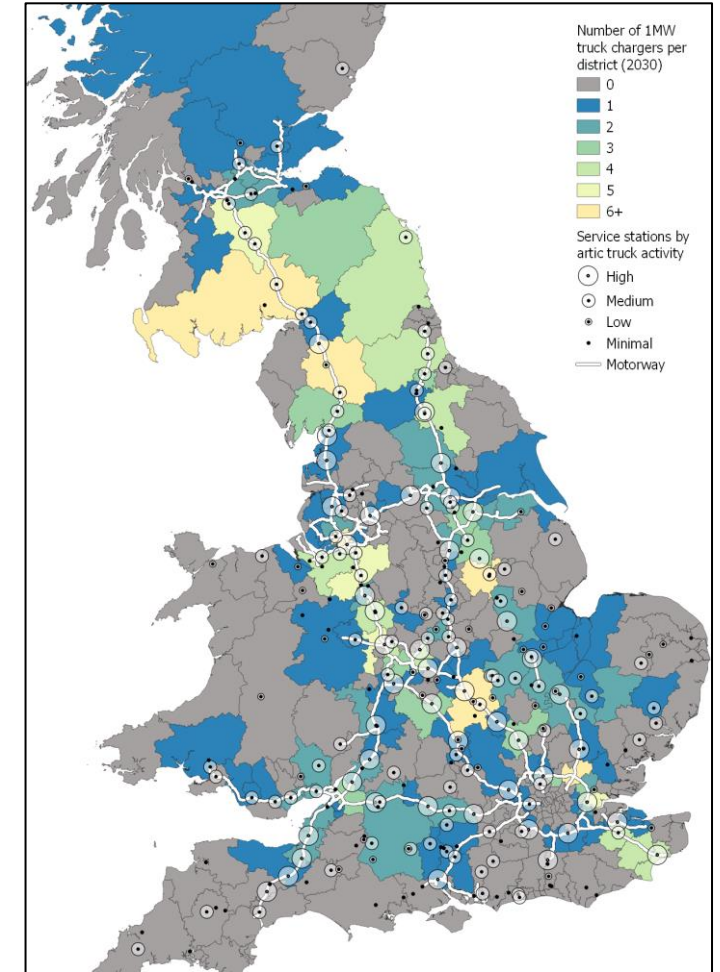 Number of 1MW
truck chargers per
district (2030)
0
1
2
3
4
5
6+
Service stations by
artic truck activity
High
Medium
Low
Minimal
Motorway